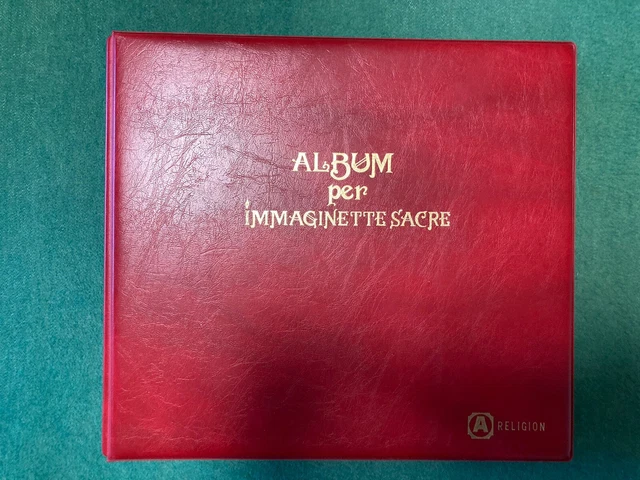 ALBUM
per
IMMAGINETTE SACRE
A RELIGION